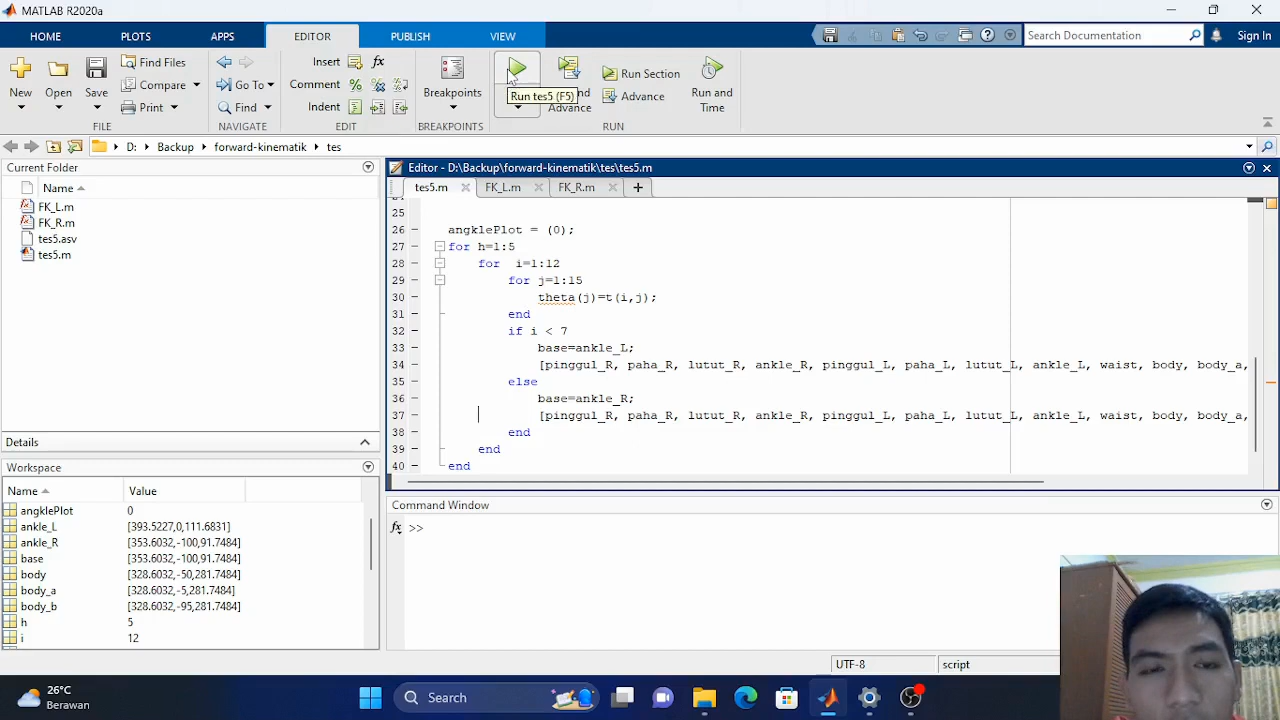 MATLAB R2020a
HOME PLOTS APPS EDITOR PUBLISH VIEW
Search Documentation Sign In
New Open Save
Find Files
Compare
Print
Go To
Find
Insert fx
Comment
Indent
Breakpoints
Run tes5 (F5)
Advance
Run Section
Advance
Run and
Time
FILE NAVIGATE EDIT BREAKPOINTS RUN
D: Backup forward-kinematik tes
Current Folder
Name
FK_L.m
FK_R.m
tes5.asv
tes5.m
Details
Workspace
Name Value
angklePlot 0
ankle_L [393.5227,0,111.6831]
ankle_R [353.6032,-100,91.7484]
base [353.6032,-100,91.7484]
body [328.6032,-50,281.7484]
body_a [328.6032,-5,281.7484]
body_b [328.6032,-95,281.7484]
h 5
i 12
Editor - D:\Backup\forward-kinematik\tes\tes5.m
tes5.m FK_L.m FK_R.m
25
26 angklePlot = (0);
27 for h=1:5
28 for i=1:12
29 for j=1:15
30 theta(j)=t(i,j);
31 end
32 if i < 7
33 base=ankle_L;
34 [pinggul_R, paha_R, lutut_R, ankle_R, pinggul_L, paha_L, lutut_L, ankle_L, waist, body, body_a,
35 else
36 base=ankle_R;
37 [pinggul_R, paha_R, lutut_R, ankle_R, pinggul_L, paha_L, lutut_L, ankle_L, waist, body, body_a,
38 end
39 end
40 end
Command Window
fx >>
UTF-8 script
26°C
Berawan
Search